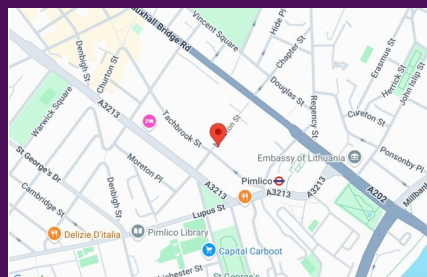 Vincent Square
Hide Pl
Vauxhall Bridge Rd
Chapter St
Denbigh St
Churton St
Erasmus St
Herrick St
John Islip St
Douglas St
Regency St
A3213
Cureton St
Warwick Square
Tachbrook St
Ponsonby Pl
Embassy of Lithuania
St George's Dr
Moreton Pl
Pimlico
A202
Millbank
A3213
A3213
A3213
Cambridge St
Denbigh St
Lupus St
Delizie D'italia
Pimlico Library
Capital Carboot
St George's